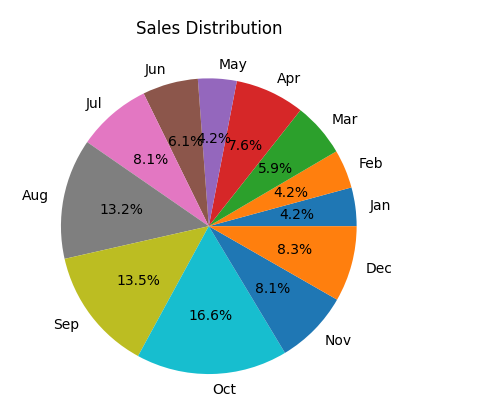 Sales Distribution
Jan
Feb
Mar
Apr
May
Jun
Jul
Aug
Sep
Oct
Nov
Dec
4.2%
4.2%
5.9%
7.6%
4.2%
6.1%
8.1%
13.2%
13.5%
16.6%
8.1%
8.3%